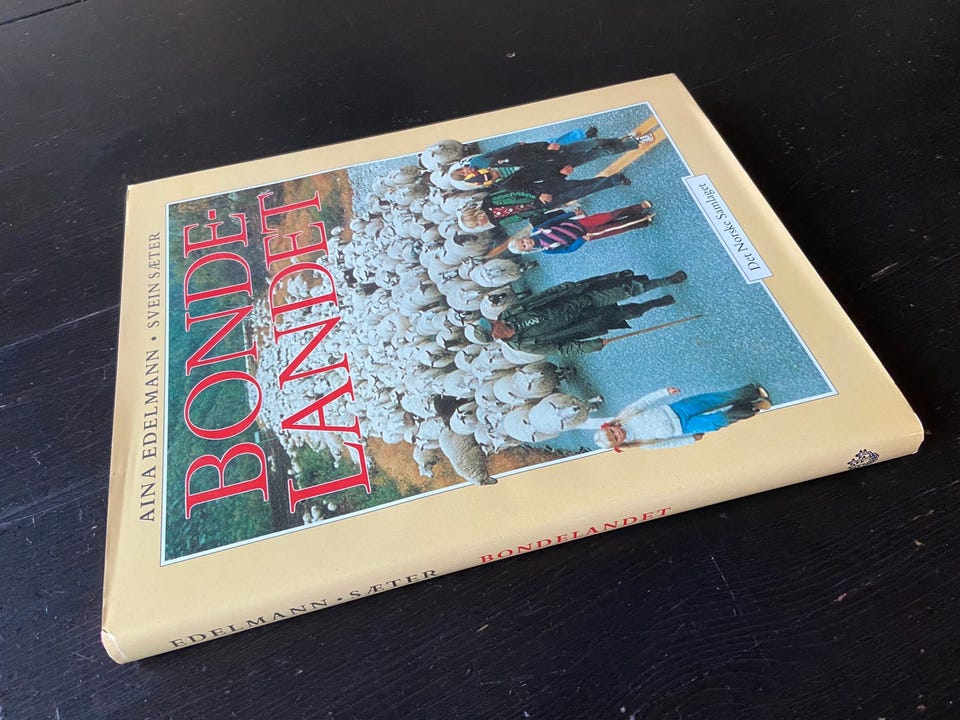 AINA EDELMANN • SVEIN SÆTER
BONDE-
LANDET
Det Norske Samlaget
EDELMANN • SÆTER BONDELANDET